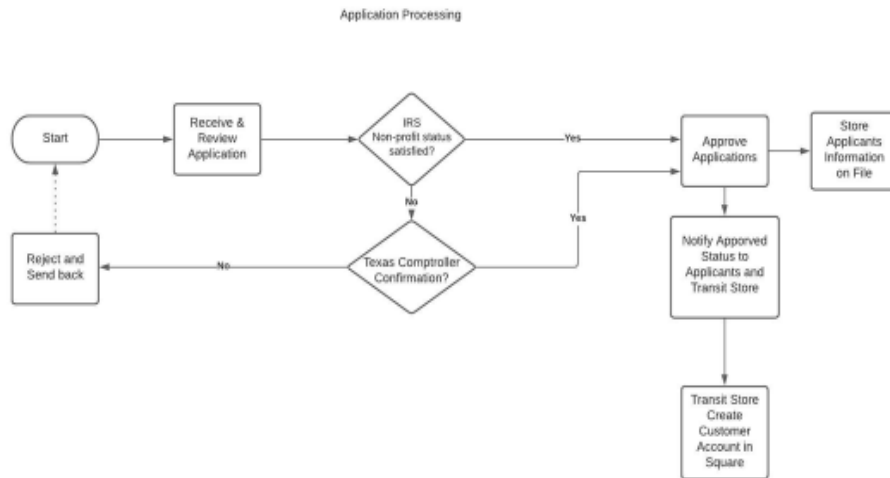 Application Processing
Start
Receive &
Review
Application
IRS
Non-profit status
satisfied?
Yes
Approve
Applications
Store
Applicants
Information
on File
No
Yes
Reject and
Send back
No
Texas Comptroller
Confirmation?
Notify Apporved
Status to
Applicants and
Transit Store
Transit Store
Create
Customer
Account in
Square